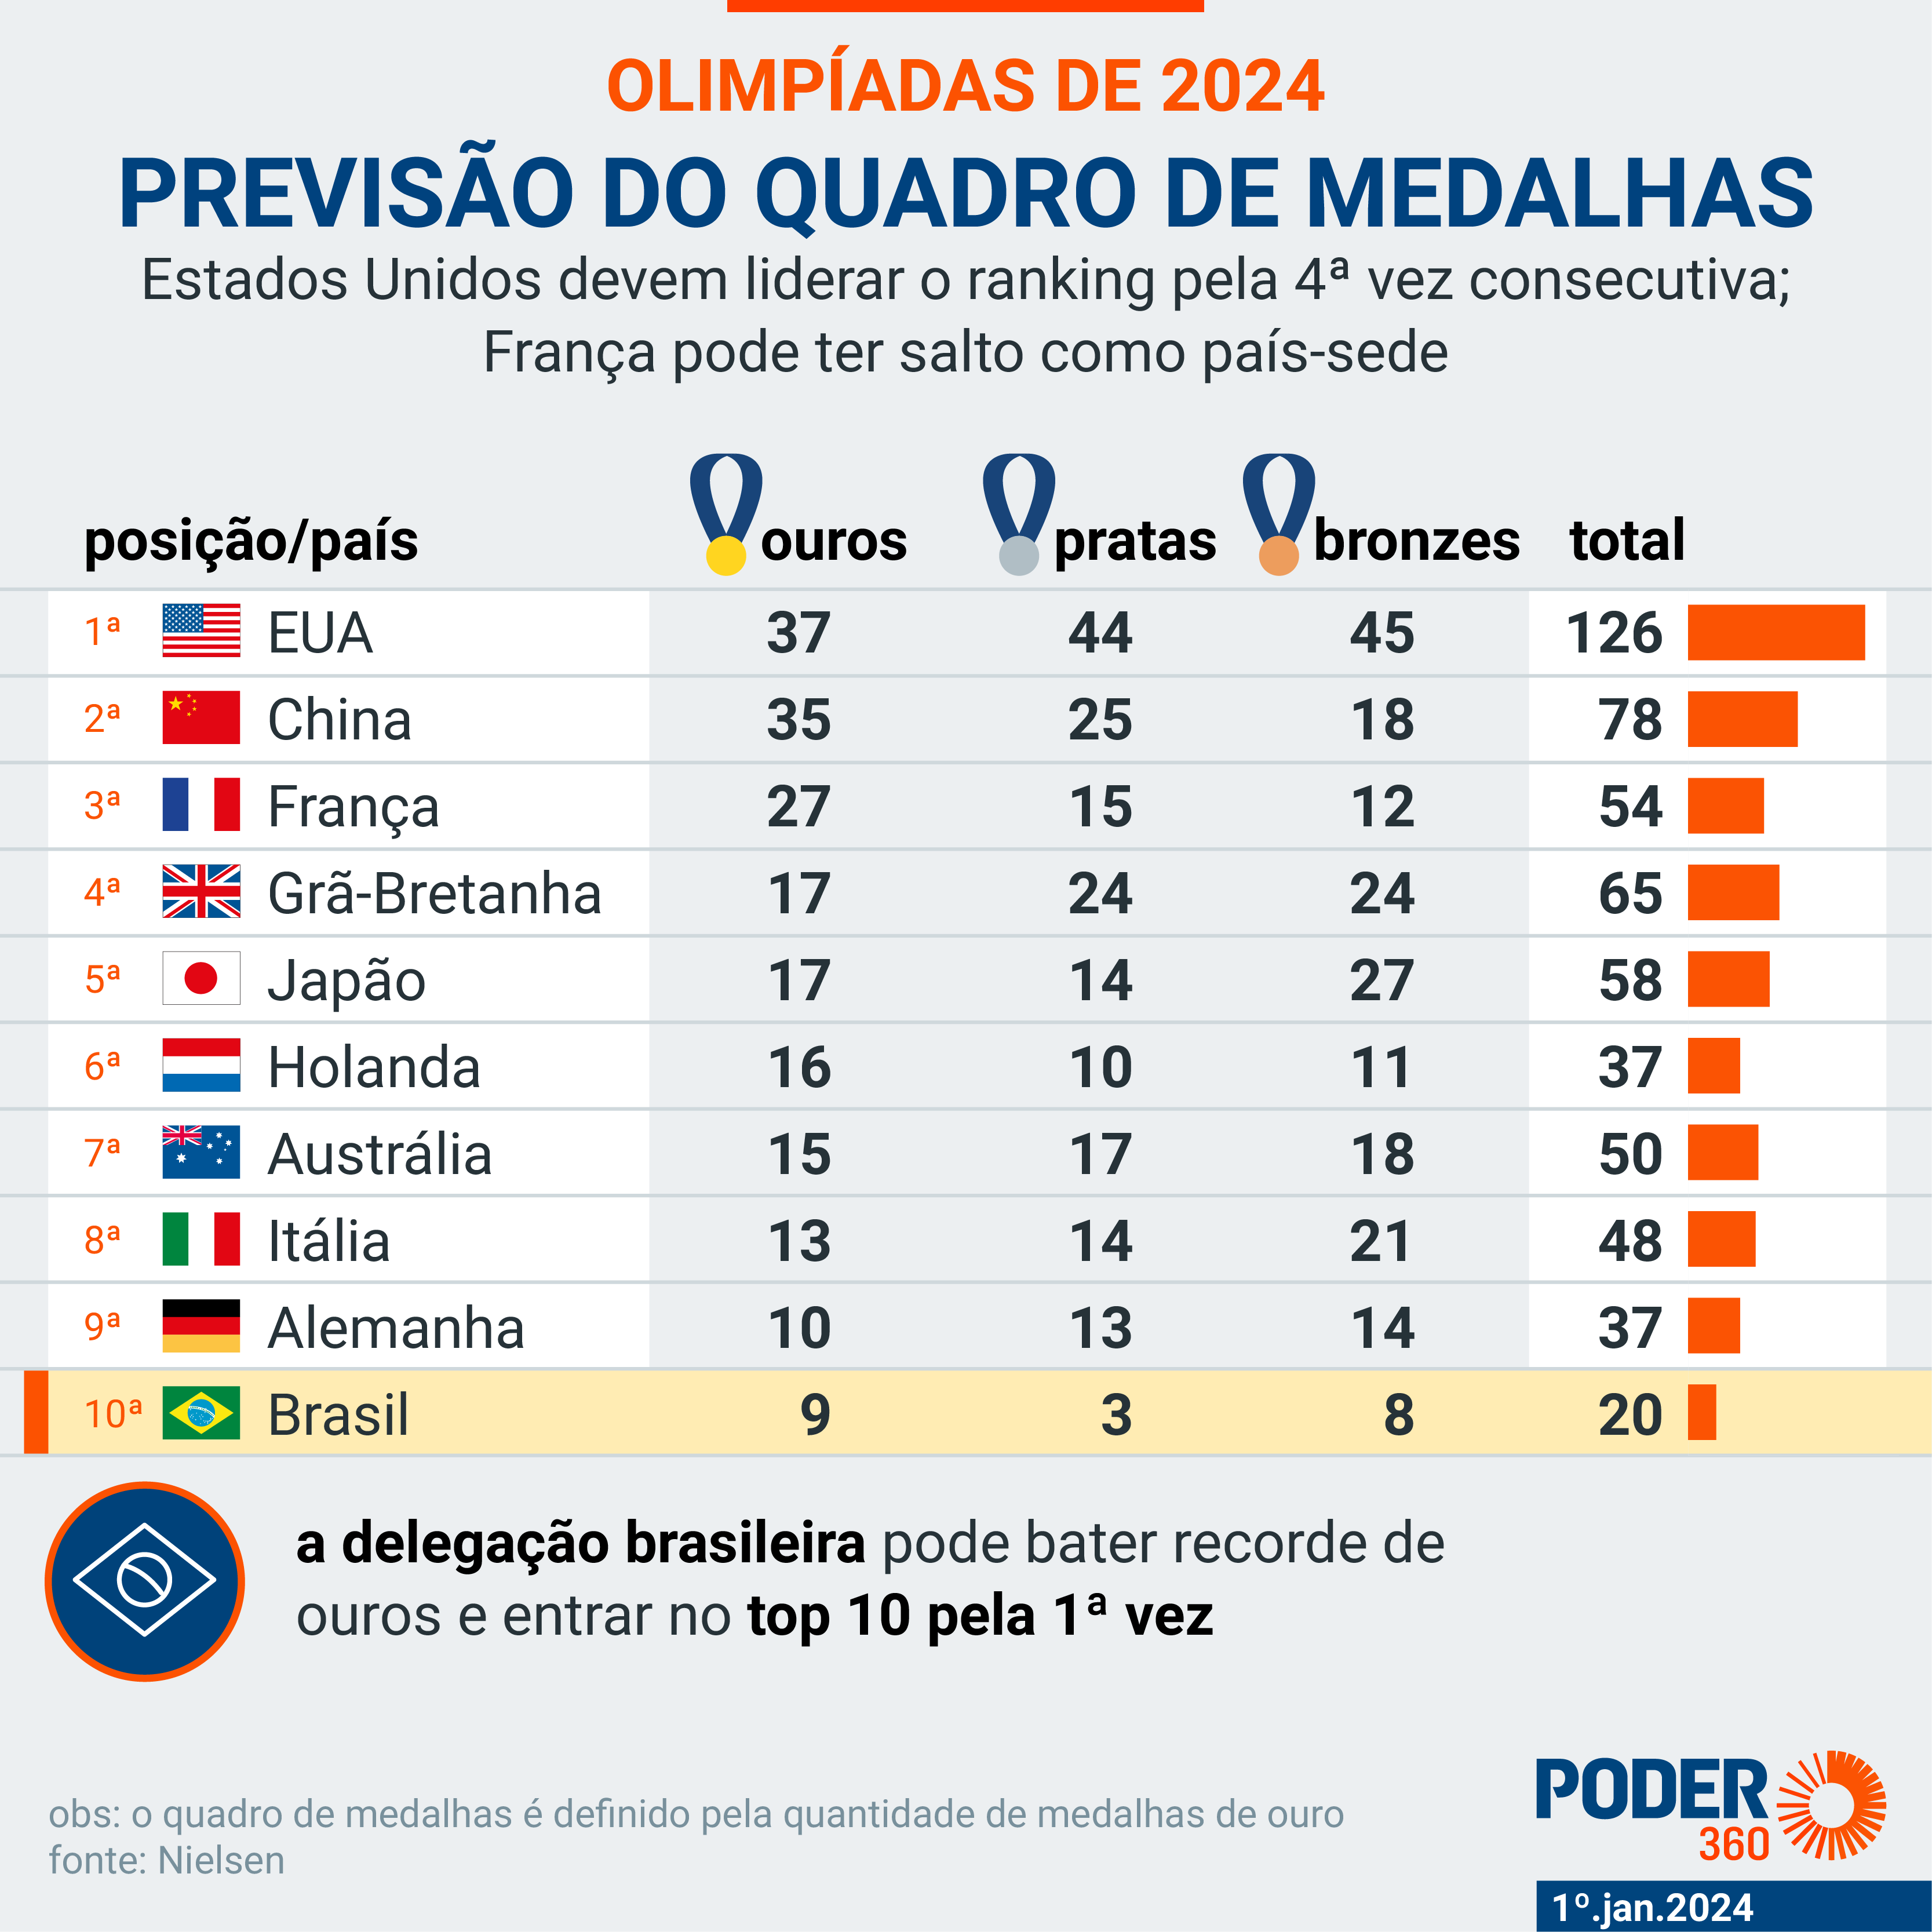 OLIMPÍADAS DE 2024
PREVISÃO DO QUADRO DE MEDALHAS
Estados Unidos devem liderar o ranking pela 4ª vez consecutiva;
França pode ter salto como país-sede
posição/país ouros pratas bronzes total
1ª EUA 37 44 45 126
2ª China 35 25 18 78
3ª França 27 15 12 54
4ª Grã-Bretanha 17 24 24 65
5ª Japão 17 14 27 58
6ª Holanda 16 10 11 37
7ª Austrália 15 17 18 50
8ª Itália 13 14 21 48
9ª Alemanha 10 13 14 37
10ª Brasil 9 3 8 20
a delegação brasileira pode bater recorde de
ouros e entrar no top 10 pela 1ª vez
obs: o quadro de medalhas é definido pela quantidade de medalhas de ouro
fonte: Nielsen
PODER
360
1º.jan.2024